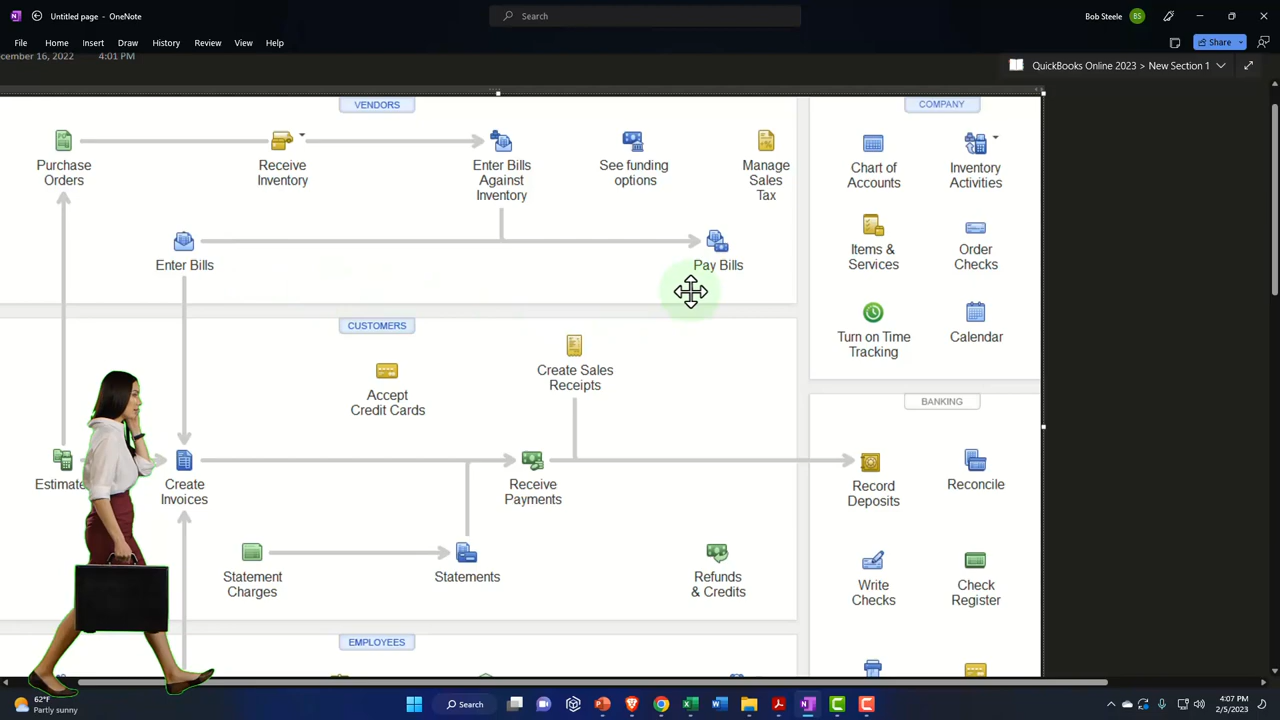 Untitled page - OneNote
Search
Bob Steele
BS
File Home Insert Draw History Review View Help
Share
ecember 16, 2022 4:01 PM
QuickBooks Online 2023 > New Section 1
VENDORS
COMPANY
Purchase
Orders
Receive
Inventory
Enter Bills
Against
Inventory
See funding
options
Manage
Sales
Tax
Chart of
Accounts
Inventory
Activities
Enter Bills
Pay Bills
Items &
Services
Order
Checks
CUSTOMERS
Turn on Time
Tracking
Calendar
Accept
Credit Cards
Create Sales
Receipts
BANKING
Estimate
Create
Invoices
Receive
Payments
Record
Deposits
Reconcile
Statement
Charges
Statements
Refunds
& Credits
Write
Checks
Check
Register
EMPLOYEES
62°F
Partly sunny
Search
4:07 PM
2/5/2023